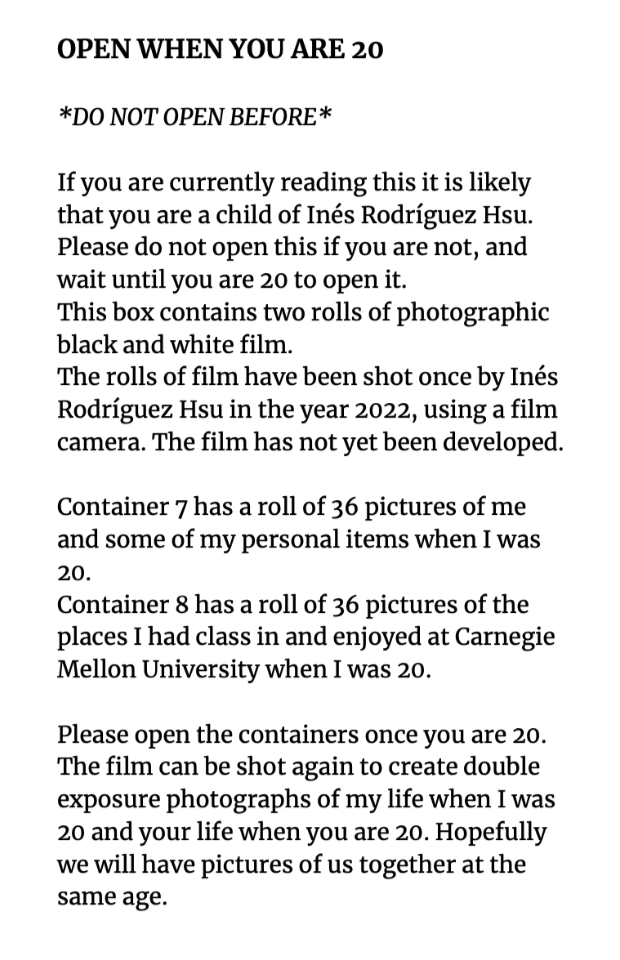 OPEN WHEN YOU ARE 20
*DO NOT OPEN BEFORE*
If you are currently reading this it is likely
that you are a child of Inés Rodríguez Hsu.
Please do not open this if you are not, and
wait until you are 20 to open it.
This box contains two rolls of photographic
black and white film.
The rolls of film have been shot once by Inés
Rodríguez Hsu in the year 2022, using a film
camera. The film has not yet been developed.
Container 7 has a roll of 36 pictures of me
and some of my personal items when I was
20.
Container 8 has a roll of 36 pictures of the
places I had class in and enjoyed at Carnegie
Mellon University when I was 20.
Please open the containers once you are 20.
The film can be shot again to create double
exposure photographs of my life when I was
20 and your life when you are 20. Hopefully
we will have pictures of us together at the
same age.